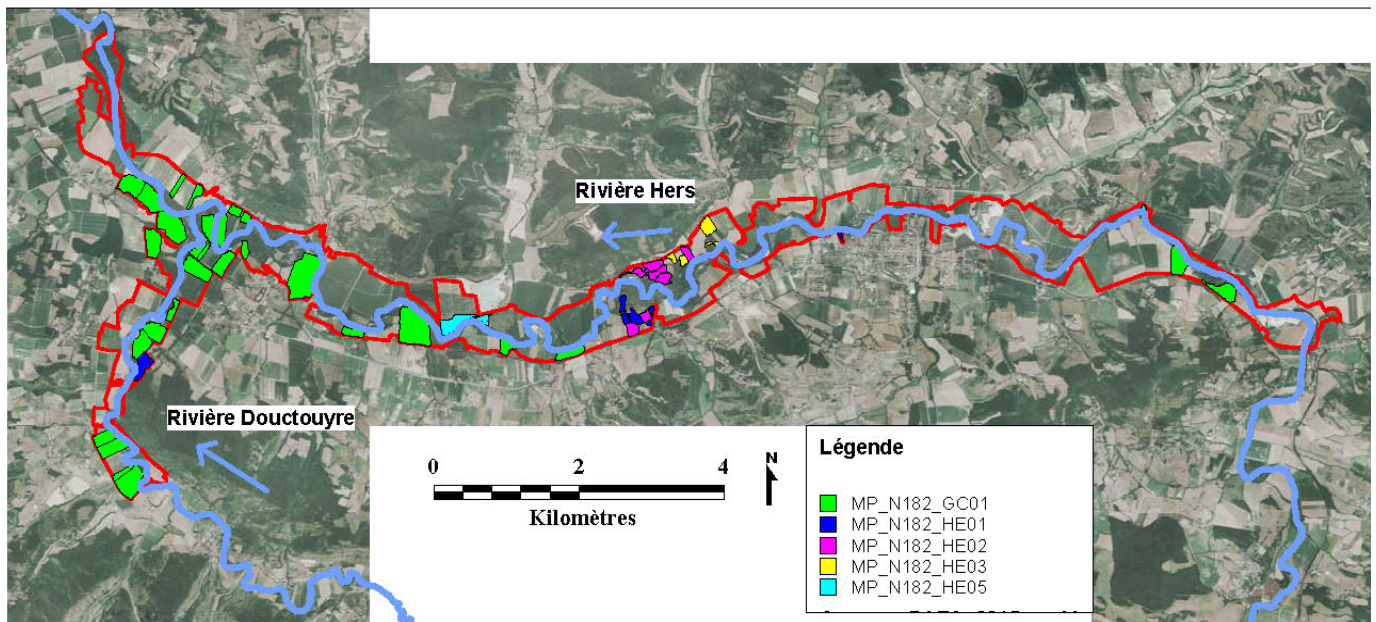 Rivière Hers
Rivière Douctouyre
0 2 4
Kilomètres
N
Légende
MP_N182_GC01
MP_N182_HE01
MP_N182_HE02
MP_N182_HE03
MP_N182_HE05